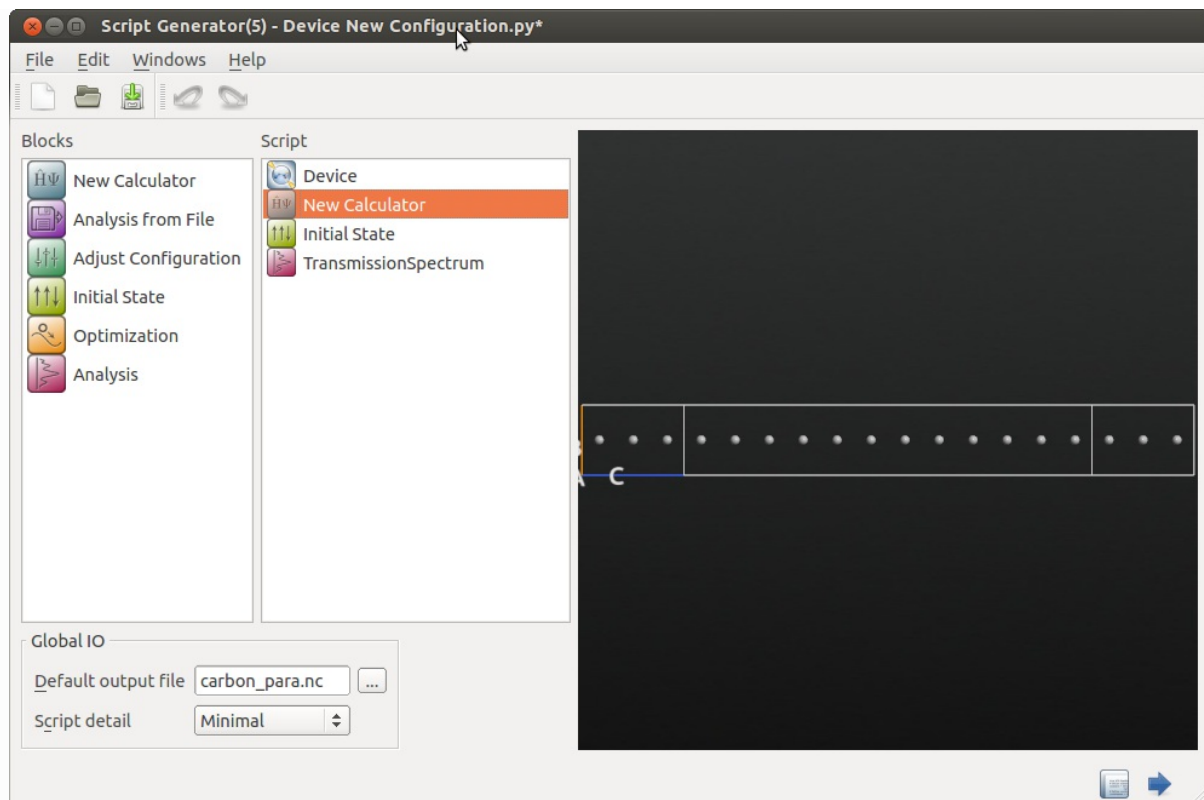 Script Generator(5) - Device New Configuration.py*
File Edit Windows Help
Blocks
New Calculator
Analysis from File
Adjust Configuration
Initial State
Optimization
Analysis
Script
Device
New Calculator
Initial State
TransmissionSpectrum
B
A C
Global IO
Default output file carbon_para.nc ...
Script detail Minimal